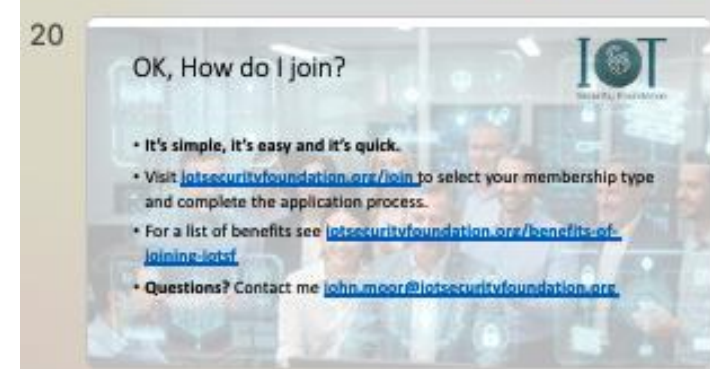 20
OK, How do I join?
IOT
Security Foundation
• It's simple, it's easy and it's quick.
• Visit iotsecurityfoundation.org/join to select your membership type
and complete the application process.
• For a list of benefits see iotsecurityfoundation.org/benefits-of-
joining-iotsf
• Questions? Contact me john.moor@iotsecurityfoundation.org